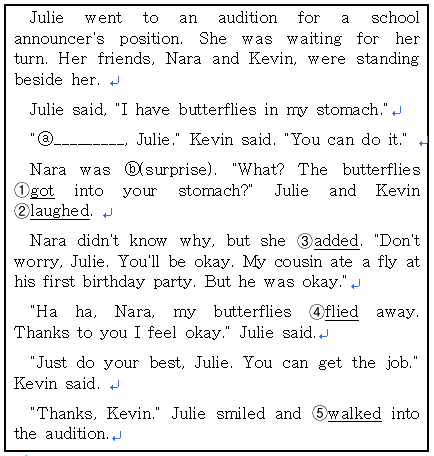 Julie went to an audition for a school
announcer's position. She was waiting for her
turn. Her friends, Nara and Kevin, were standing
beside her. ↵
Julie said, "I have butterflies in my stomach."↵
"ⓐ_________, Julie." Kevin said. "You can do it." ↵
Nara was ⓑ(surprise). "What? The butterflies
①got into your stomach?" Julie and Kevin
②laughed. ↵
Nara didn't know why, but she ③added. "Don't
worry, Julie. You'll be okay. My cousin ate a fly at
his first birthday party. But he was okay."↵
"Ha ha, Nara, my butterflies ④flied away.
Thanks to you I feel okay." Julie said.↵
"Just do your best, Julie. You can get the job."
Kevin said. ↵
"Thanks, Kevin." Julie smiled and ⑤walked into
the audition.↵